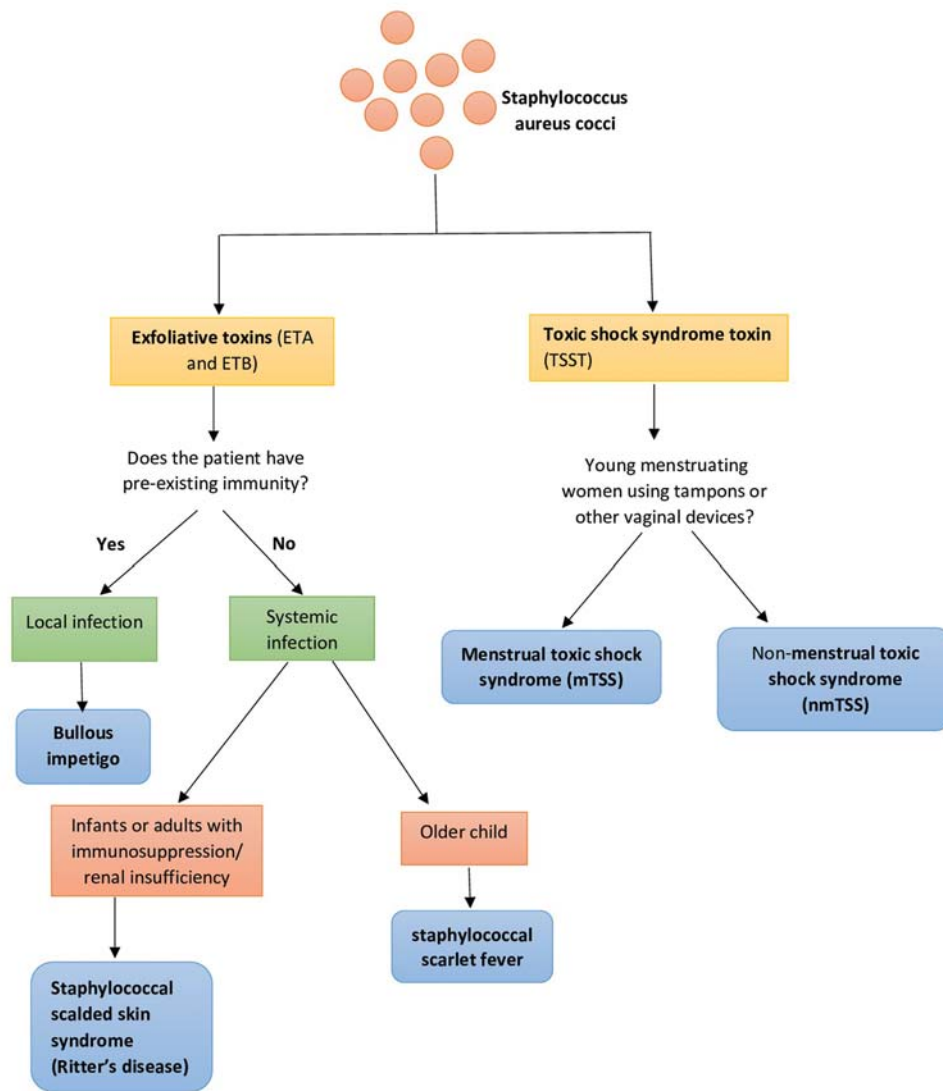 Staphylococcus
aureus cocci
Exfoliative toxins (ETA
and ETB)
Toxic shock syndrome toxin
(TSST)
Does the patient have
pre-existing immunity?
Young menstruating
women using tampons or
other vaginal devices?
Yes
No
Local infection
Systemic
infection
Menstrual toxic shock
syndrome (mTSS)
Non-menstrual toxic
shock syndrome
(nmTSS)
Bullous
impetigo
Infants or adults with
immunosuppression/
renal insufficiency
Older child
staphylococcal
scarlet fever
Staphylococcal
scalded skin
syndrome
(Ritter's disease)